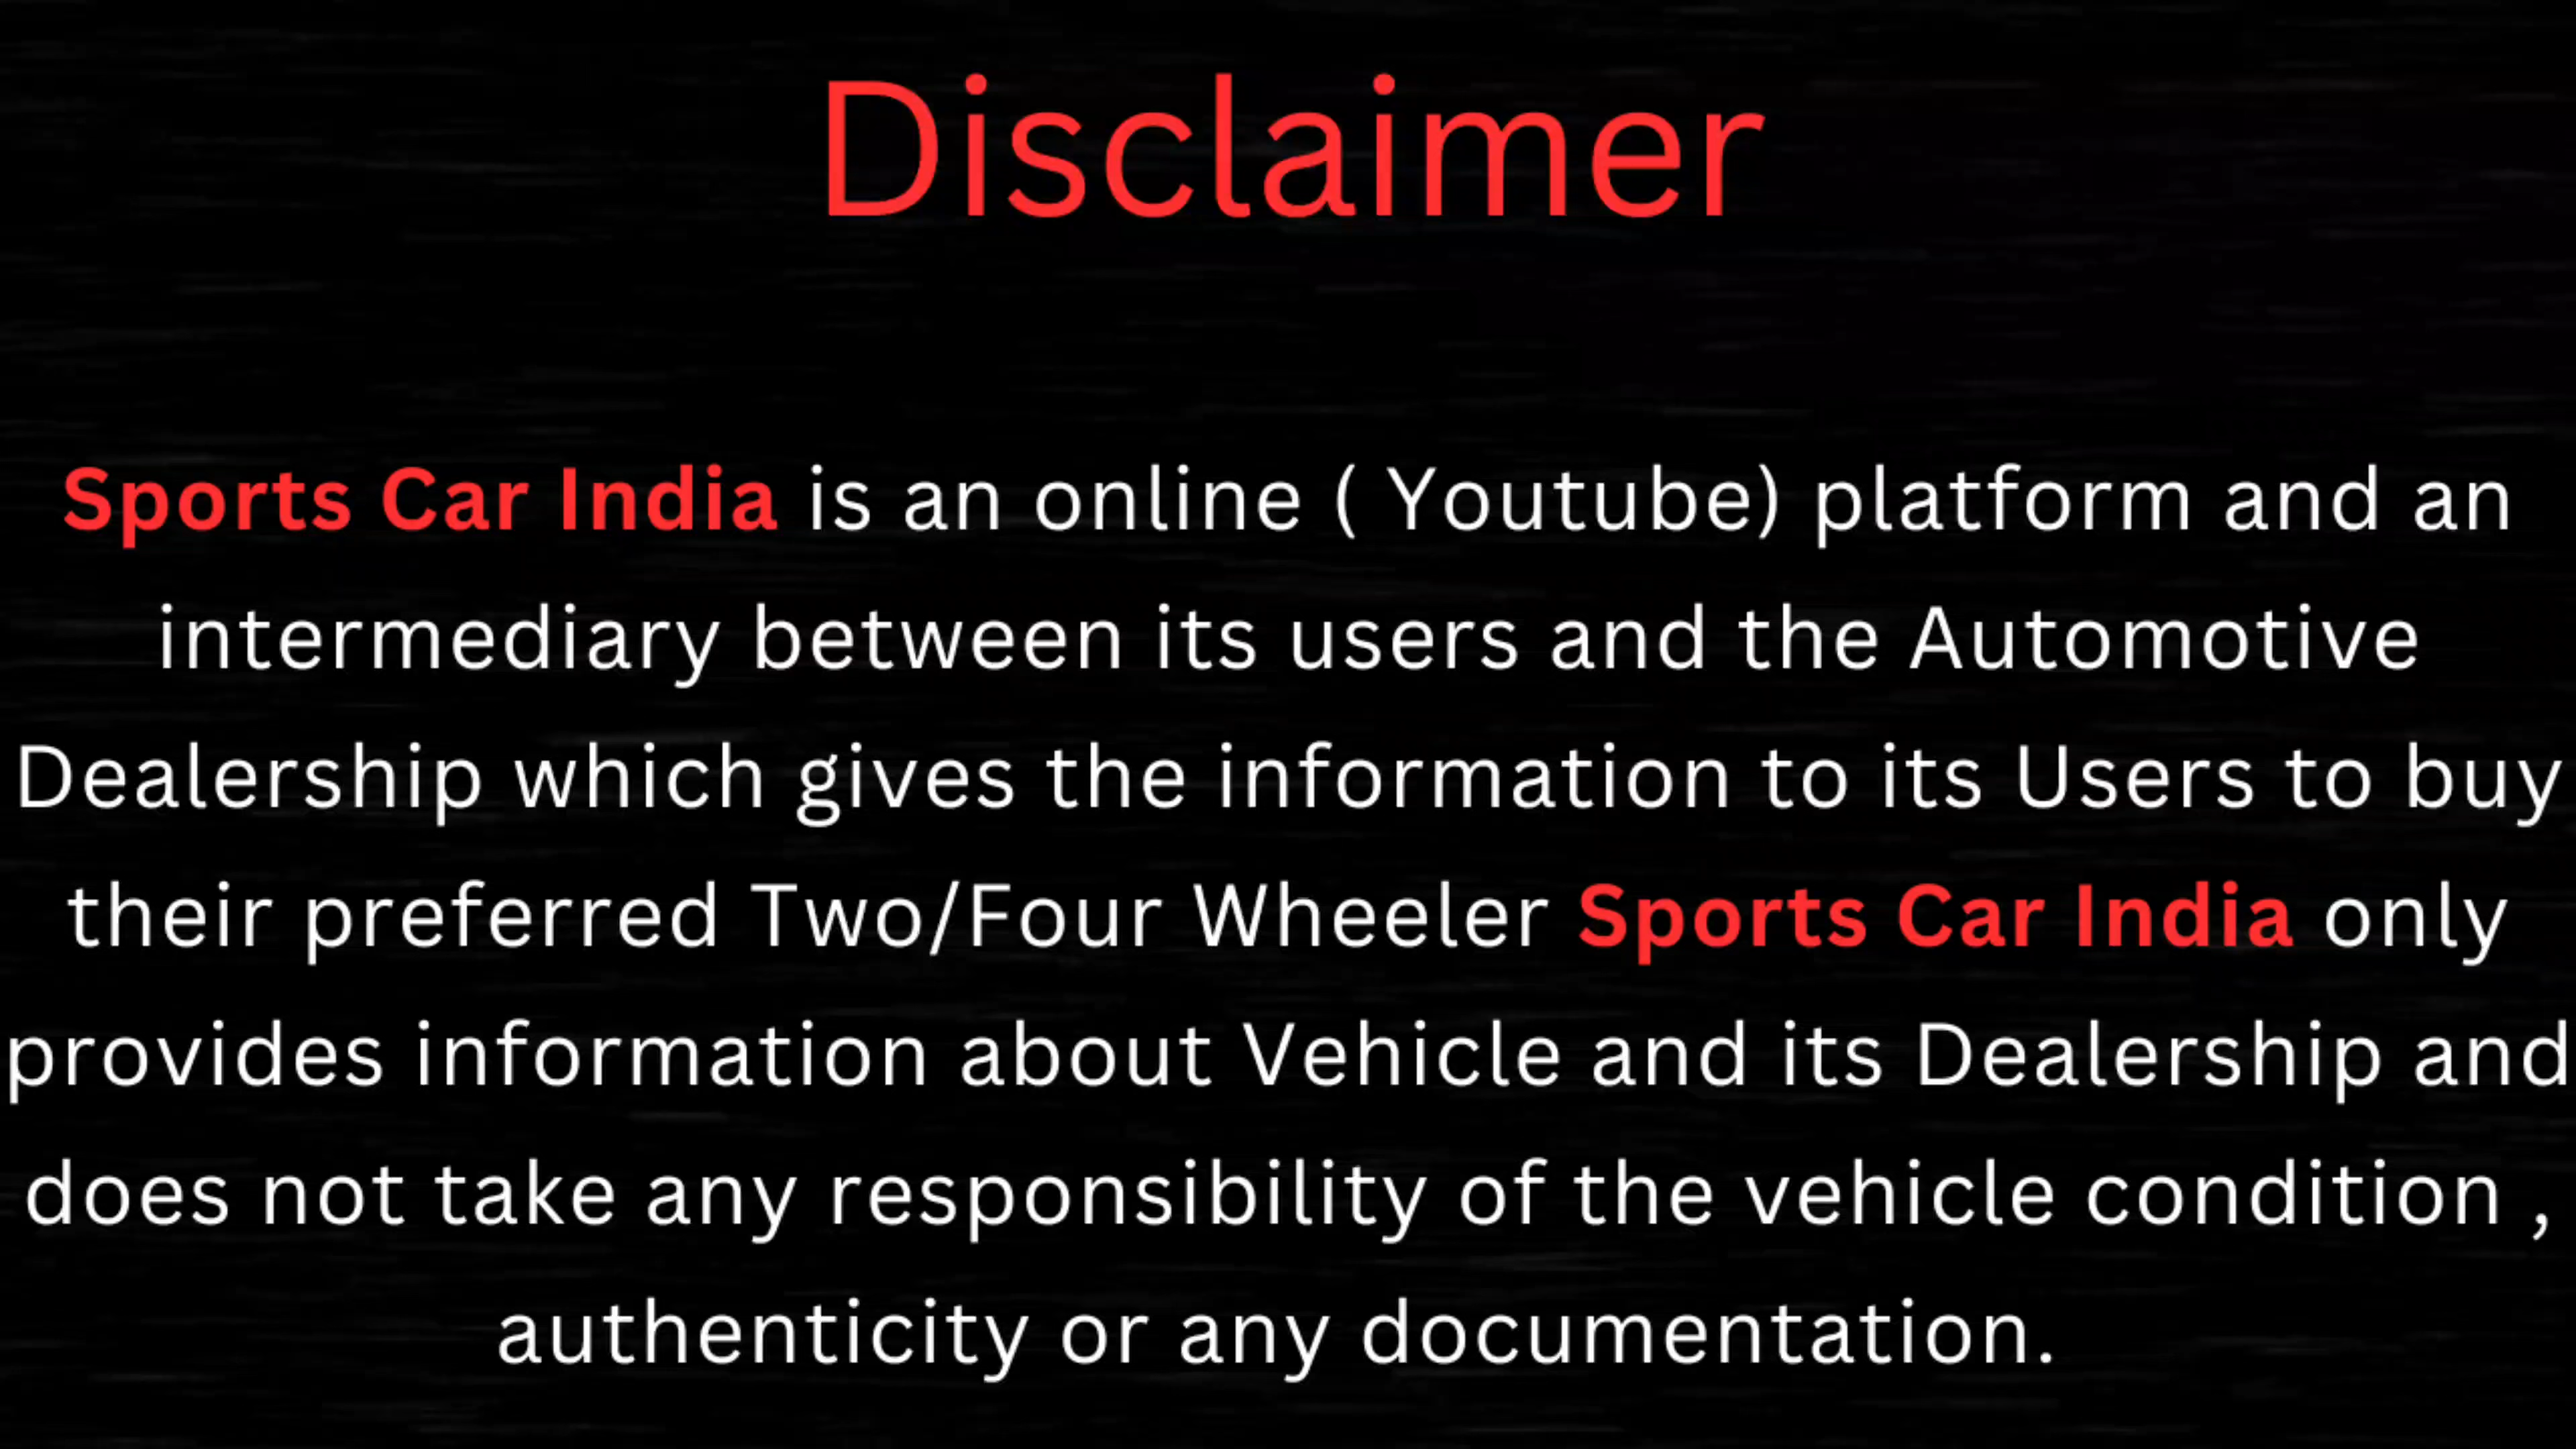 Disclaimer
Sports Car India is an online ( Youtube) platform and an
intermediary between its users and the Automotive
Dealership which gives the information to its Users to buy
their preferred Two/Four Wheeler Sports Car India only
provides information about Vehicle and its Dealership and
does not take any responsibility of the vehicle condition ,
authenticity or any documentation.